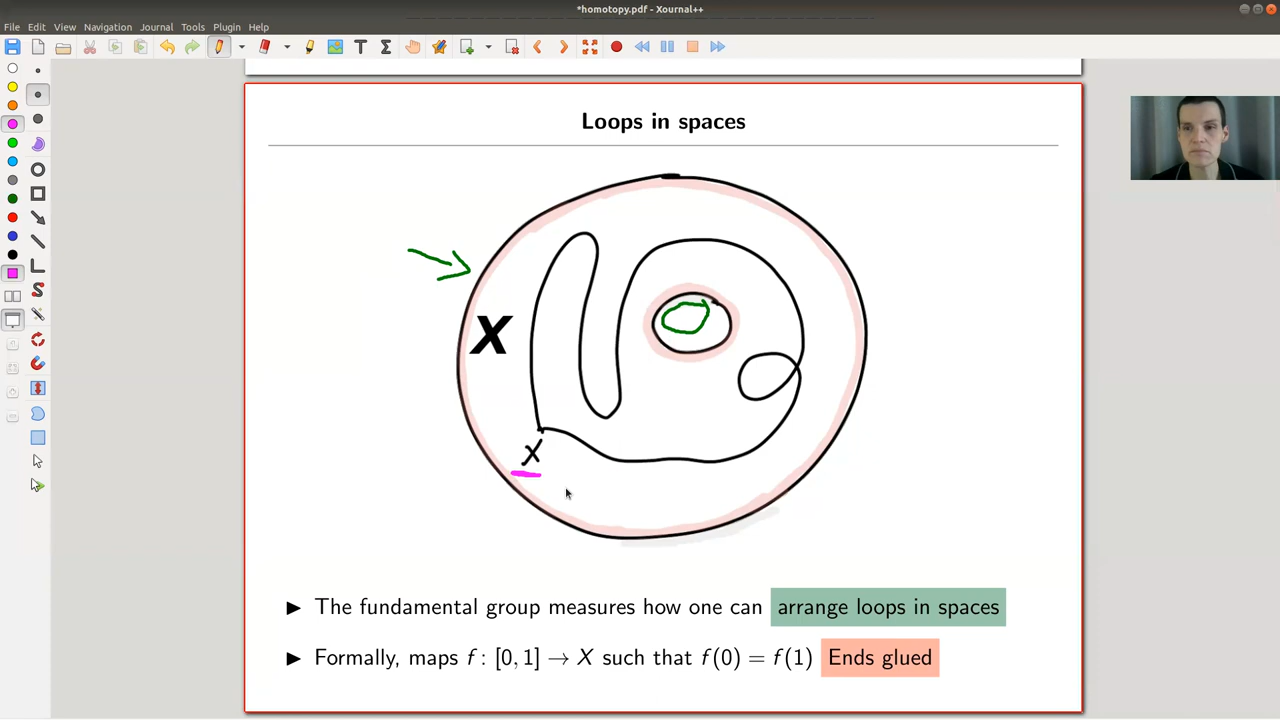 *homotopy.pdf - Xournal++
File Edit View Navigation Journal Tools Plugin Help
Loops in spaces
X
x
► The fundamental group measures how one can arrange loops in spaces
► Formally, maps f : [0, 1] → X such that f(0) = f(1) Ends glued